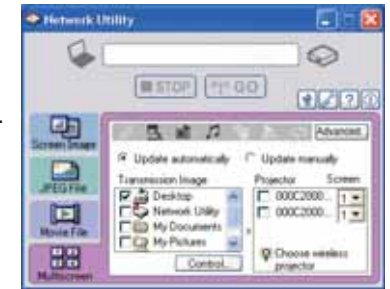 Network Utility
STOP GO
Screen Image
Advanced...
Update automatically Update manually
JPEG File
Transmission Image Projector Screen
Desktop 000C2000... 1
Network Utility 000C2000... 1
Movie File
My Documents
My Pictures Choose wireless
projector
Control...
Multiscreen